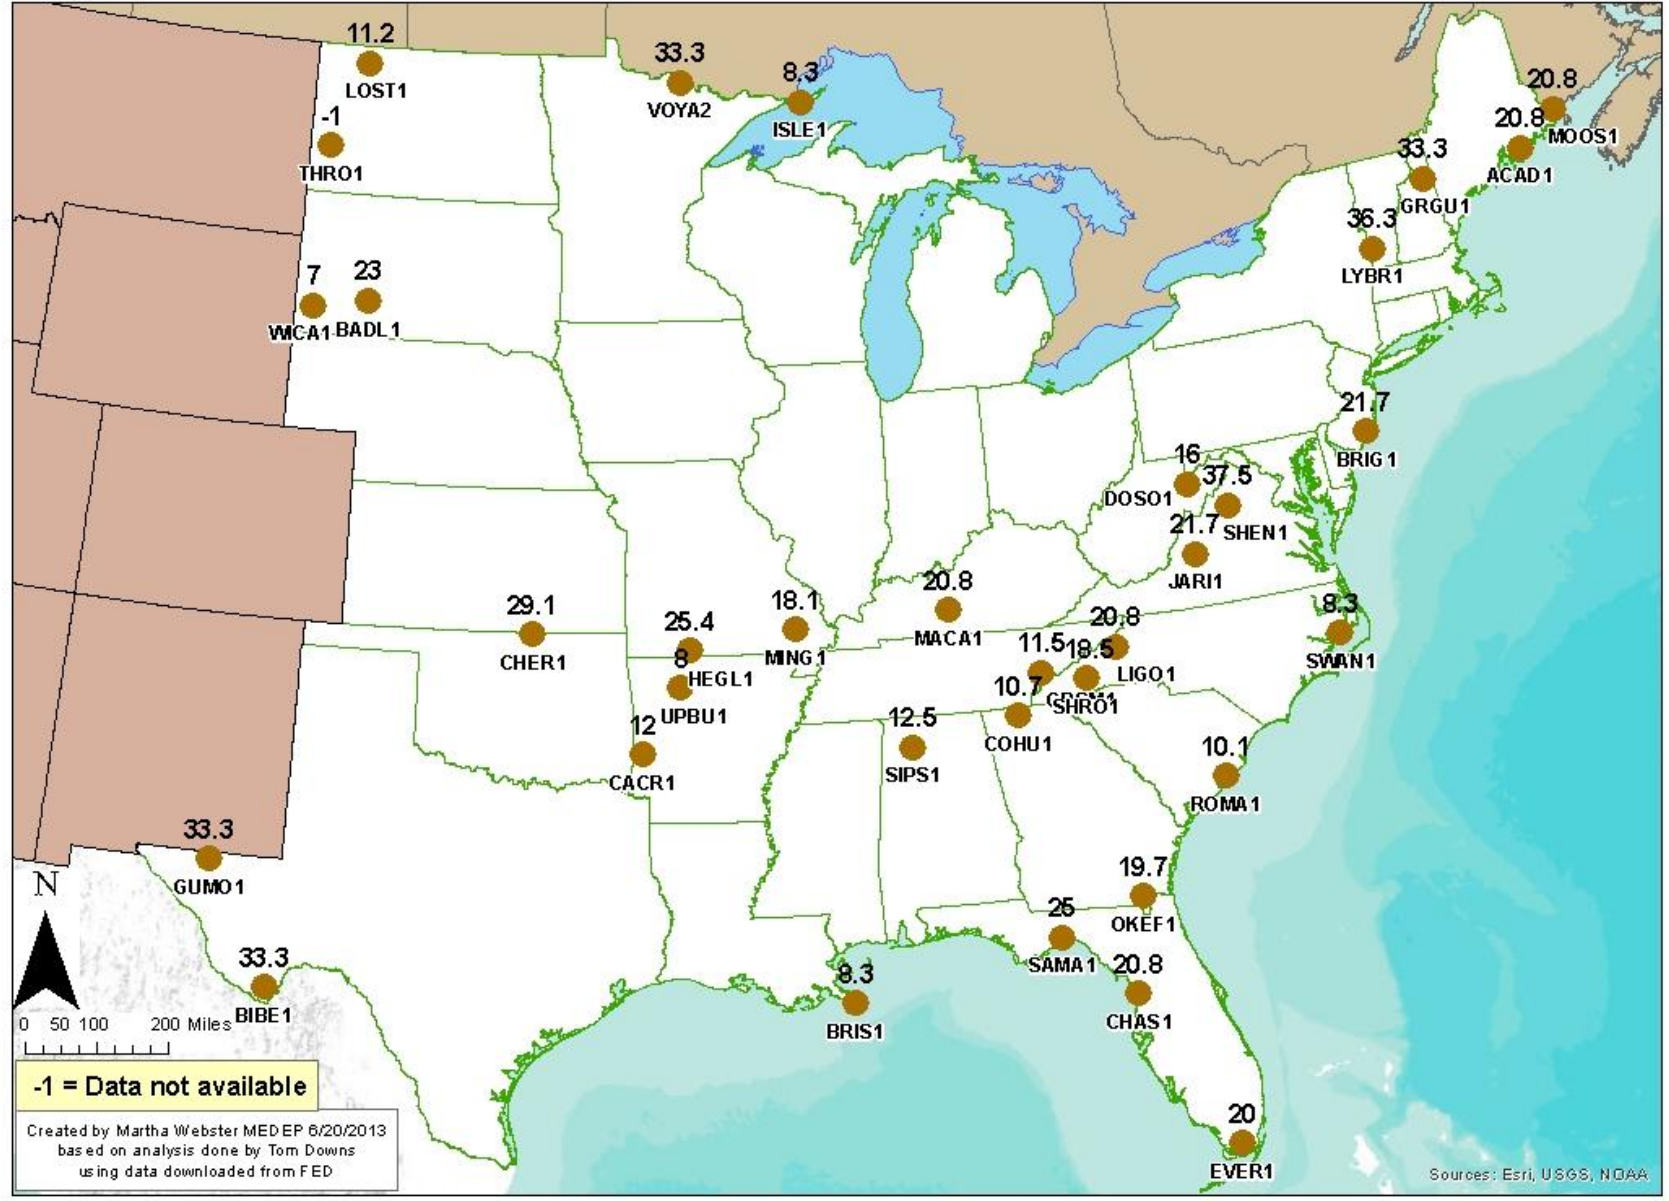 11.2
LOST1
33.3
VOYA2
8.3
ISLE1
20.8
MOOS1
20.8
ACAD1
-1
THRO1
33.3
GRGU1
36.3
LYBR1
7
WICA1
23
BADL1
21.7
BRIG1
16
DOSO1
37.5
SHEN1
21.7
JARI1
29.1
CHER1
25.4
HEGL1
18.1
MING1
20.8
MACA1
20.8
LIGO1
8.3
SWAN1
8
UPBU1
11.5
18.5
SHRO1
10.7
COHU1
12
CACR1
12.5
SIPS1
10.1
ROMA1
33.3
GUMO1
19.7
OKEF1
25
SAMA1
20.8
CHAS1
33.3
BIBE1
8.3
BRIS1
20
EVER1
N
0 50 100 200 Miles
-1 = Data not available
Created by Martha Webster MEDEP 6/20/2013
based on analysis done by Tom Downs
using data downloaded from FED
Sources: Esri, USGS, NOAA